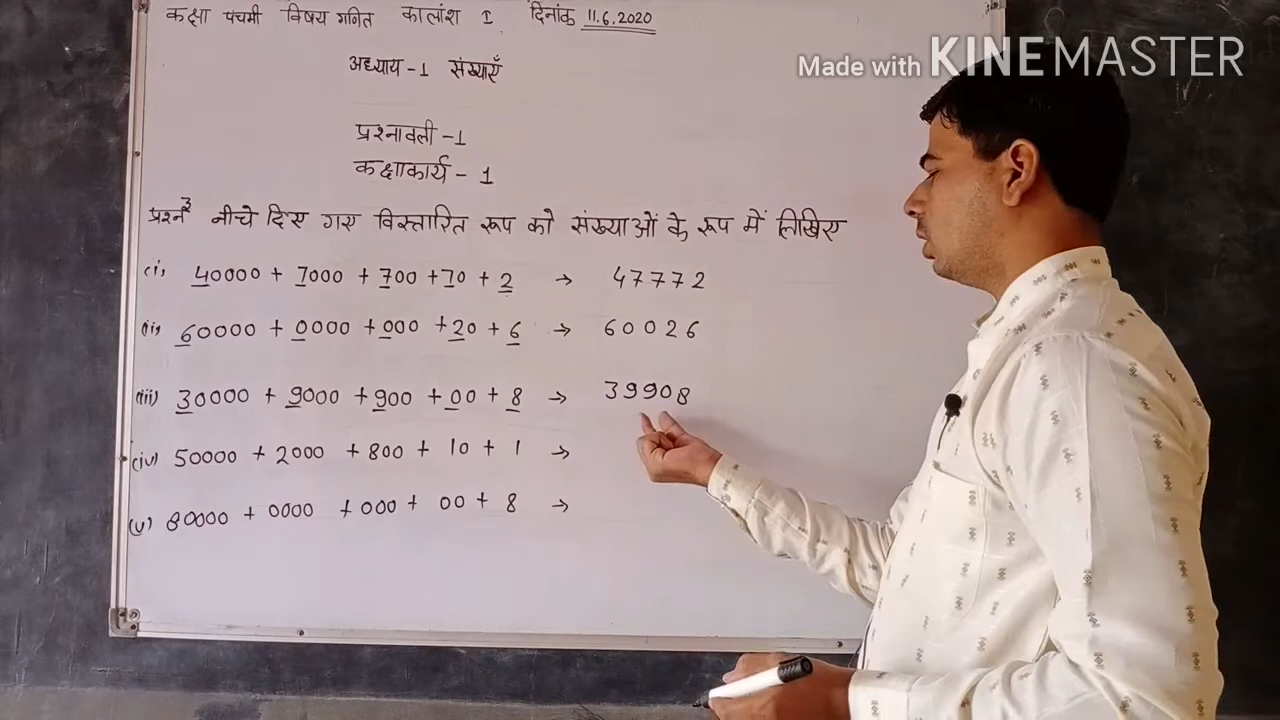 कक्षा पंचमी विषय गणित कालांश I दिनांक 11.6.2020
Made with KINEMASTER
अध्याय -1 संख्याएँ
प्रश्नावली -1
कक्षाकार्य - 1
प्रश्न 3 नीचे दिए गए विस्तारित रूप को संख्याओं के रूप में लिखिए
(i) 40000 + 7000 + 700 + 70 + 2 → 47772
(ii) 60000 + 0000 + 000 + 20 + 6 → 60026
(iii) 30000 + 9000 + 900 + 00 + 8 → 39908
(iv) 50000 + 2000 + 800 + 10 + 1 →
(v) 80000 + 0000 + 000 + 00 + 8 →